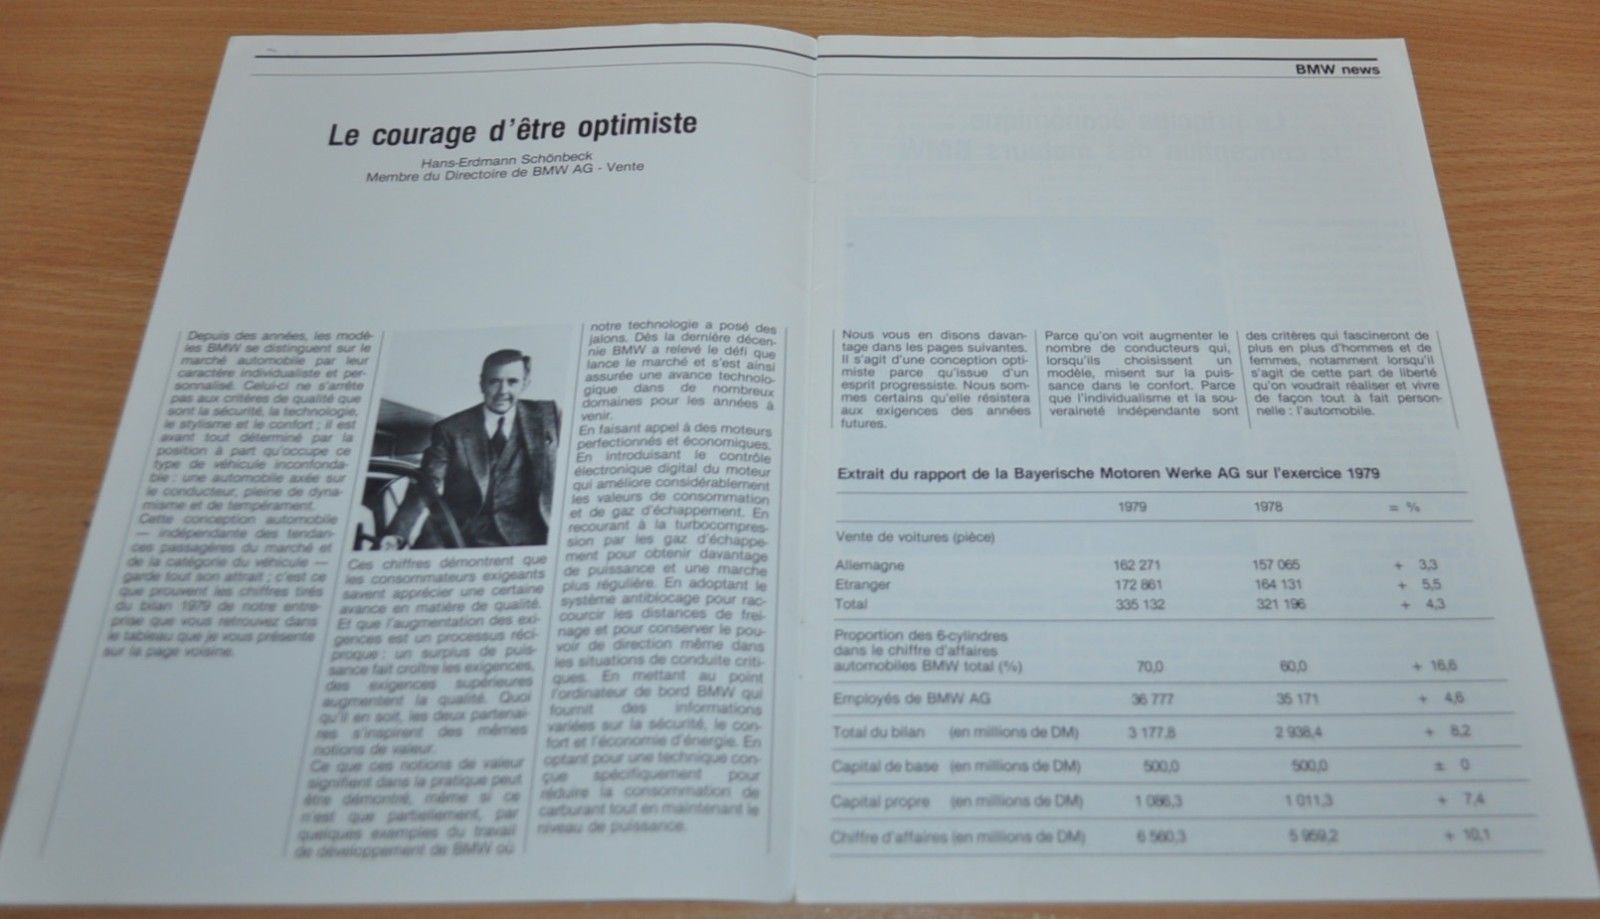 Le courage d'être optimiste
Hans-Erdmann Schönbeck
Membre du Directoire de BMW AG - Vente
Depuis des années, les modè-
les BMW se distinguent sur le
marché automobile par leur
caractère individualiste et per-
sonnalisé. Celui-ci ne s'arrête
pas aux critères de qualité que
sont la sécurité, la technologie,
le stylisme et le confort ; il est
avant tout déterminé par la
position à part qu'occupe ce
type de véhicule inconfonda-
ble : une automobile axée sur
le conducteur, pleine de dyna-
misme et de tempérament.
Cette conception automobile
— indépendante des tendan-
ces passagères du marché et
de la catégorie du véhicule —
garde tout son attrait ; c'est ce
que prouvent les chiffres tirés
du bilan 1979 de notre entre-
prise que vous retrouvez dans
le tableau que je vous présente
sur la page voisine.
Ces chiffres démontrent que
les consommateurs exigeants
savent apprécier une certaine
avance en matière de qualité.
Et que l'augmentation des exi-
gences est un processus réci-
proque : un surplus de puis-
sance fait croître les exigences,
des exigences supérieures
augmentent la qualité. Quoi
qu'il en soit, les deux partenai-
res s'inspirent des mêmes
notions de valeur.
Ce que ces notions de valeur
signifient dans la pratique peut
être démontré, même si ce
n'est que partiellement, par
quelques exemples du travail
de développement de BMW où
notre technologie a posé des
jalons. Dès la dernière décen-
nie BMW a relevé le défi que
lance le marché et s'est ainsi
assurée une avance technolo-
gique dans de nombreux
domaines pour les années à
venir.
En faisant appel à des moteurs
perfectionnés et économiques.
En introduisant le contrôle
électronique digital du moteur
qui améliore considérablement
les valeurs de consommation
et de gaz d'échappement. En
recourant à la turbocompres-
sion par les gaz d'échappe-
ment pour obtenir davantage
de puissance et une marche
plus régulière. En adoptant le
système antiblocage pour rac-
courcir les distances de frei-
nage et pour conserver le pou-
voir de direction même dans
les situations de conduite criti-
ques. En mettant au point
l'ordinateur de bord BMW qui
fournit des informations
variées sur la sécurité, le con-
fort et l'économie d'énergie. En
optant pour une technique con-
çue spécifiquement pour
réduire la consommation de
carburant tout en maintenant le
niveau de puissance.
BMW news
Nous vous en disons davan-
tage dans les pages suivantes.
Il s'agit d'une conception opti-
miste parce qu'issue d'un
esprit progressiste. Nous som-
mes certains qu'elle résistera
aux exigences des années
futures.
Parce qu'on voit augmenter le
nombre de conducteurs qui,
lorsqu'ils choisissent un
modèle, misent sur la puis-
sance dans le confort. Parce
que l'individualisme et la sou-
veraineté indépendante sont
des critères qui fascineront de
plus en plus d'hommes et de
femmes, notamment lorsqu'il
s'agit de cette part de liberté
qu'on voudrait réaliser et vivre
de façon tout à fait person-
nelle : l'automobile.
Extrait du rapport de la Bayerische Motoren Werke AG sur l'exercice 1979
1979 1978 = %
Vente de voitures (pièce)
Allemagne 162 271 157 065 + 3,3
Etranger 172 861 164 131 + 5,5
Total 335 132 321 196 + 4,3
Proportion des 6-cylindres
dans le chiffre d'affaires
automobiles BMW total (%) 70,0 60,0 + 16,6
Employés de BMW AG 36 777 35 171 + 4,6
Total du bilan (en millions de DM) 3 177,8 2 938,4 + 8,2
Capital de base (en millions de DM) 500,0 500,0 ± 0
Capital propre (en millions de DM) 1 086,3 1 011,3 + 7,4
Chiffre d'affaires (en millions de DM) 6 560,3 5 959,2 + 10,1